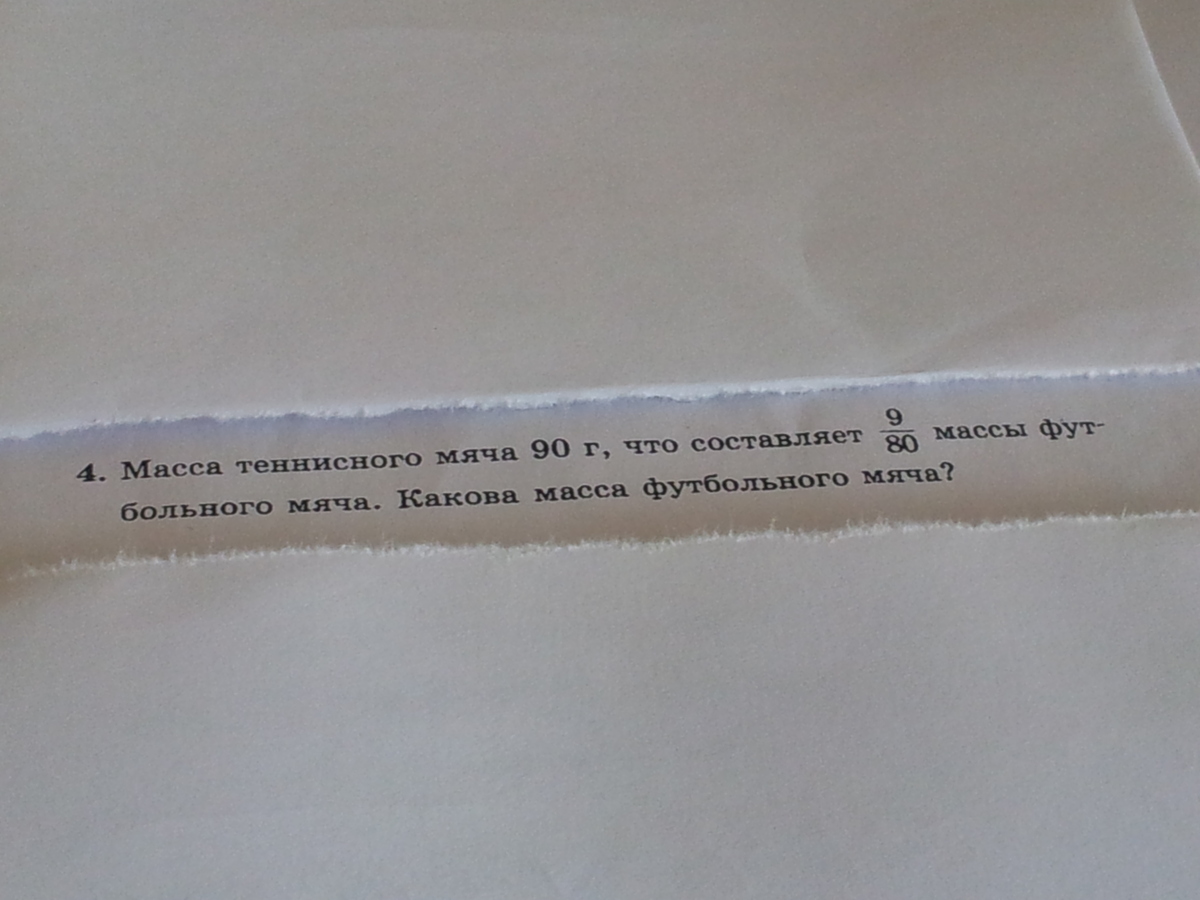 4. Масса теннисного мяча 90 г, что составляет 9/80 массы фут-
больного мяча. Какова масса футбольного мяча?